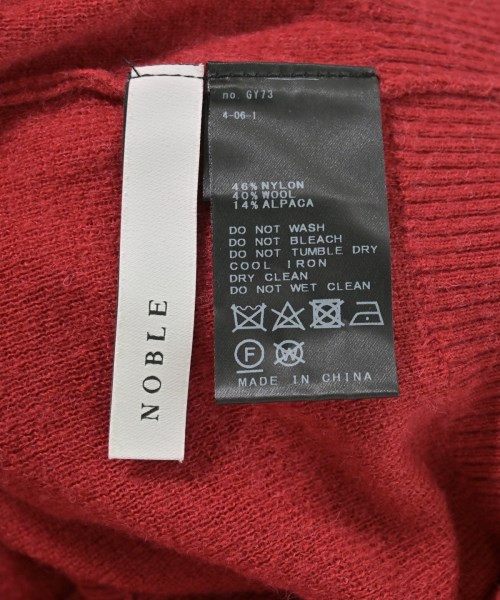 NOBLE
no. GY73
4-06-1
46% NYLON
40% WOOL
14% ALPACA
DO NOT WASH
DO NOT BLEACH
DO NOT TUMBLE DRY
COOL IRON
DRY CLEAN
DO NOT WET CLEAN
F W
MADE IN CHINA